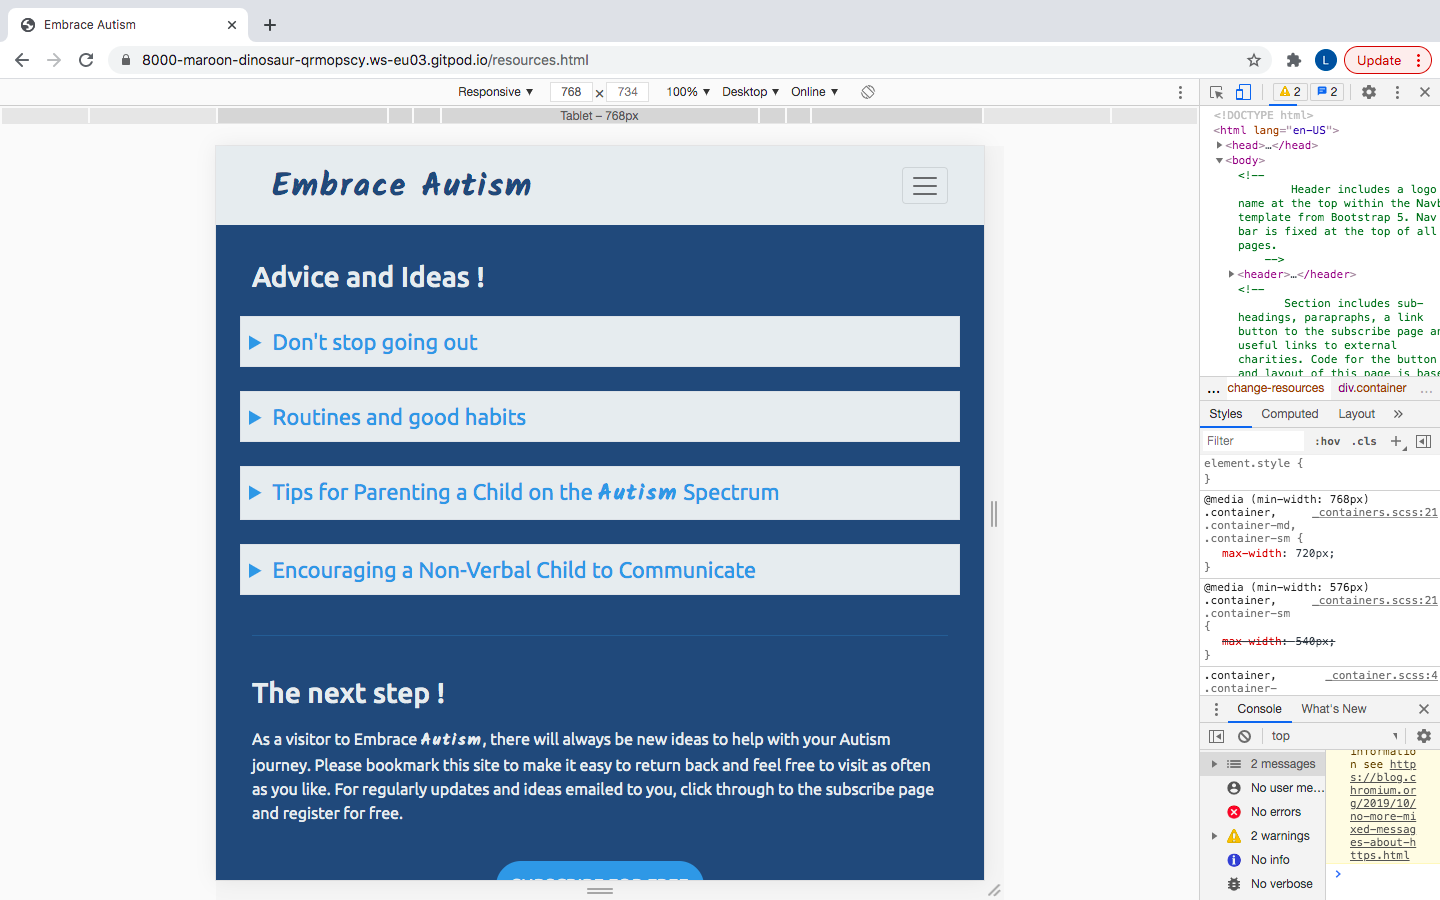 Embrace Autism
8000-maroon-dinosaur-qrmopscy.ws-eu03.gitpod.io/resources.html
L
Update
Responsive ▼ 768 × 734 100% ▼ Desktop ▼ Online ▼
2 2
Tablet – 768px
Embrace Autism
Advice and Ideas !
Don't stop going out
Routines and good habits
Tips for Parenting a Child on the Autism Spectrum
Encouraging a Non-Verbal Child to Communicate
The next step !
As a visitor to Embrace Autism, there will always be new ideas to help with your Autism
journey. Please bookmark this site to make it easy to return back and feel free to visit as often
as you like. For regularly updates and ideas emailed to you, click through to the subscribe page
and register for free.
SUBSCRIBE FOR FREE
<!DOCTYPE html>
<html lang="en-US">
<head>…</head>
<body>
<!--
Header includes a logo
name at the top within the Navb
template from Bootstrap 5. Nav
bar is fixed at the top of all
pages.
-->
<header>…</header>
<!--
Section includes sub-
headings, parapraphs, a link
button to the subscribe page an
useful links to external
charities. Code for the button
and layout of this page is base
… change-resources div.container …
Styles Computed Layout »
Filter :hov .cls +
element.style {
}
@media (min-width: 768px)
.container, _containers.scss:21
.container-md,
.container-sm {
max-width: 720px;
}
@media (min-width: 576px)
.container, _containers.scss:21
.container-sm
{
max-width: 540px;
}
.container, _container.scss:4
.container-
Console What's New
top
2 messages
No user me…
No errors
2 warnings
No info
No verbose
informatio
n see http
s://blog.c
hromium.or
g/2019/10/
no-more-mi
xed-messag
es-about-h
ttps.html